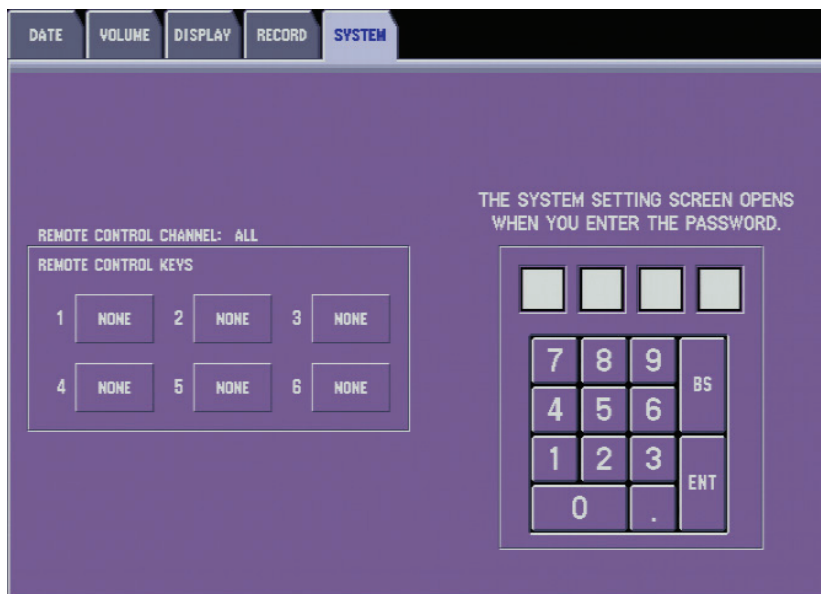 DATE VOLUME DISPLAY RECORD SYSTEM
THE SYSTEM SETTING SCREEN OPENS
WHEN YOU ENTER THE PASSWORD.
REMOTE CONTROL CHANNEL: ALL
REMOTE CONTROL KEYS
1 NONE 2 NONE 3 NONE
4 NONE 5 NONE 6 NONE
7 8 9 BS
4 5 6
1 2 3 ENT
0 .